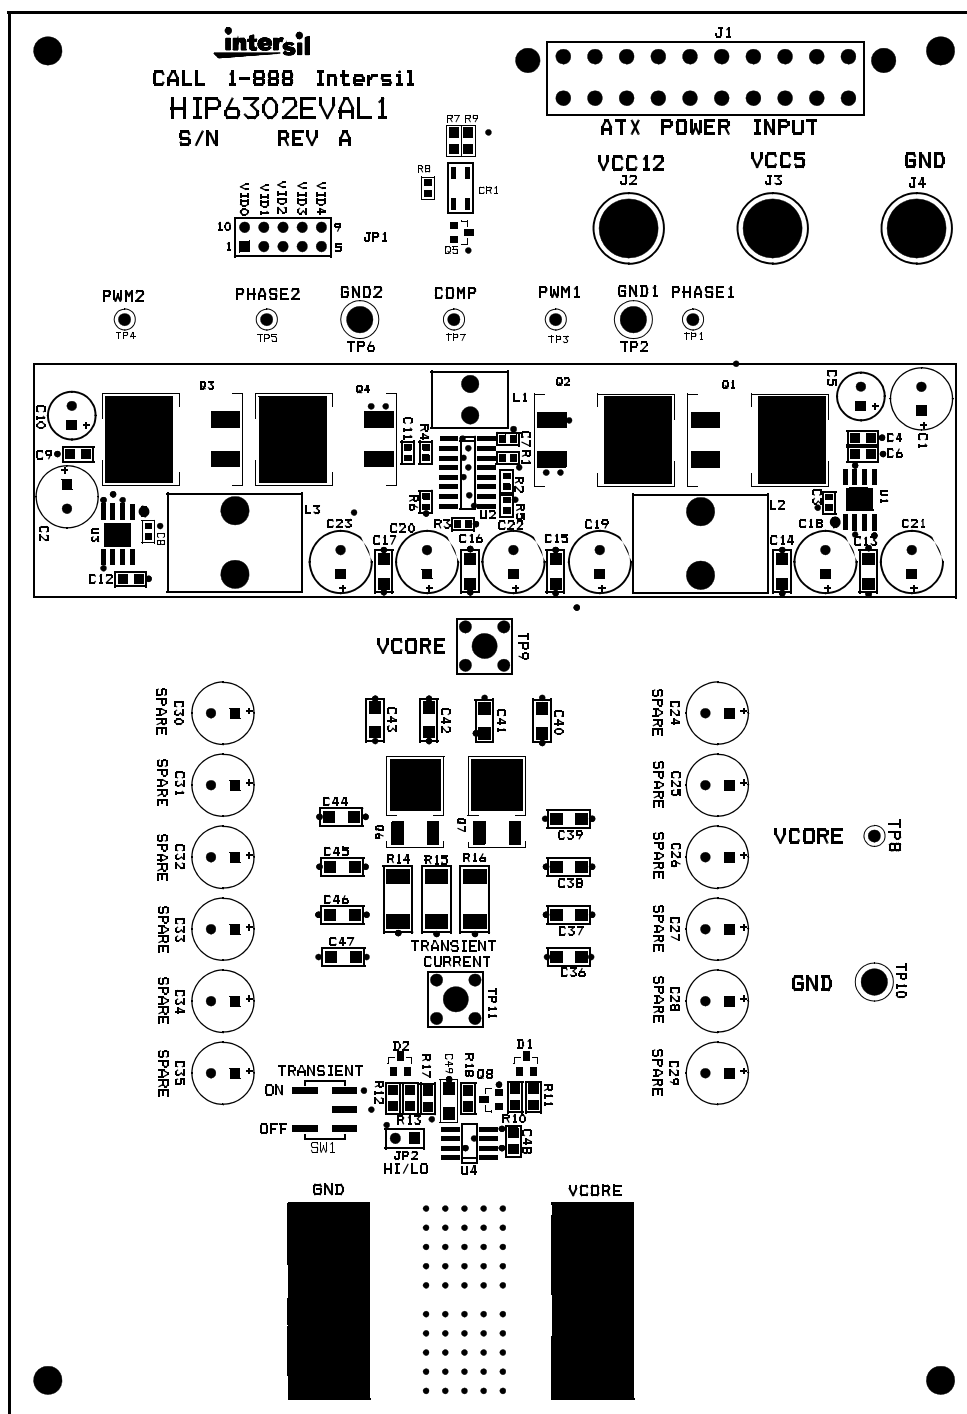 intersil
CALL 1-888 Intersil
HIP6302EVAL1
S/N REV A
J1
ATX POWER INPUT
R7 R9
R8
CR1
Q5
VCC12
J2
VCC5
J3
GND
J4
VID0 VID1 VID2 VID3 VID4
10 9
1 5
JP1
PWM2
TP4
PHASE2
TP5
GND2
TP6
COMP
TP7
PWM1
TP3
GND1
TP2
PHASE1
TP1
C10
Q3
Q4
L1
Q2
Q1
C5
C1
C9
C11
R4
C7
R1
C4
C6
C2
R6
R2
R5
U2
C3
U1
L3
L2
U3
C8
C12
C23
C17
C20
R3
C16
C22
C15
C19
C14
C18
C13
C21
VCORE
TP9
C30
SPARE
C43
C42
C41
C40
C24
SPARE
C31
SPARE
C25
SPARE
C44
Q6
Q7
C39
C32
SPARE
C26
SPARE
VCORE
TP8
C45
R14
R15
R16
C38
C33
SPARE
C46
C37
C27
SPARE
C47
TRANSIENT
CURRENT
C36
C34
SPARE
TP11
C28
SPARE
GND
TP10
C35
SPARE
C29
SPARE
TRANSIENT
ON
OFF
SW1
D2
D1
R12
R13
R17
C49
R18
Q8
R10
R11
JP2
HI/LO
U4
C48
GND
VCORE